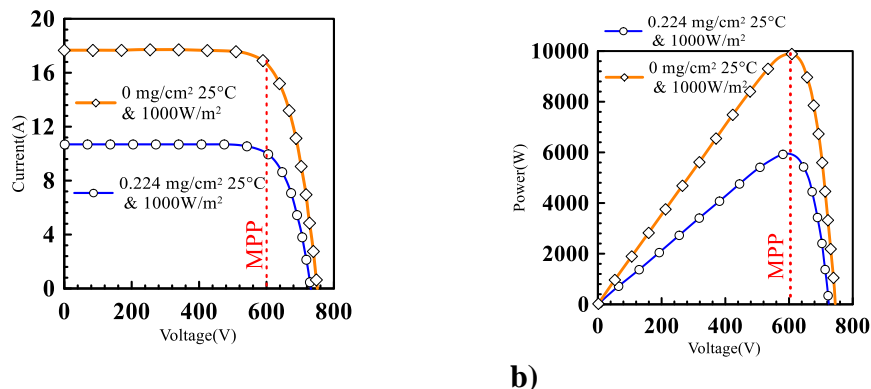 20
16
12
8
4
0
Current(A)
0 mg/cm² 25°C
& 1000W/m²
0.224 mg/cm² 25°C
& 1000W/m²
MPP
0 200 400 600 800
Voltage(V)
0.224 mg/cm² 25°C
& 1000W/m²
0 mg/cm² 25°C
& 1000W/m²
10000
8000
6000
4000
2000
0
Power(W)
MPP
0 200 400 600 800
Voltage(V)
b)